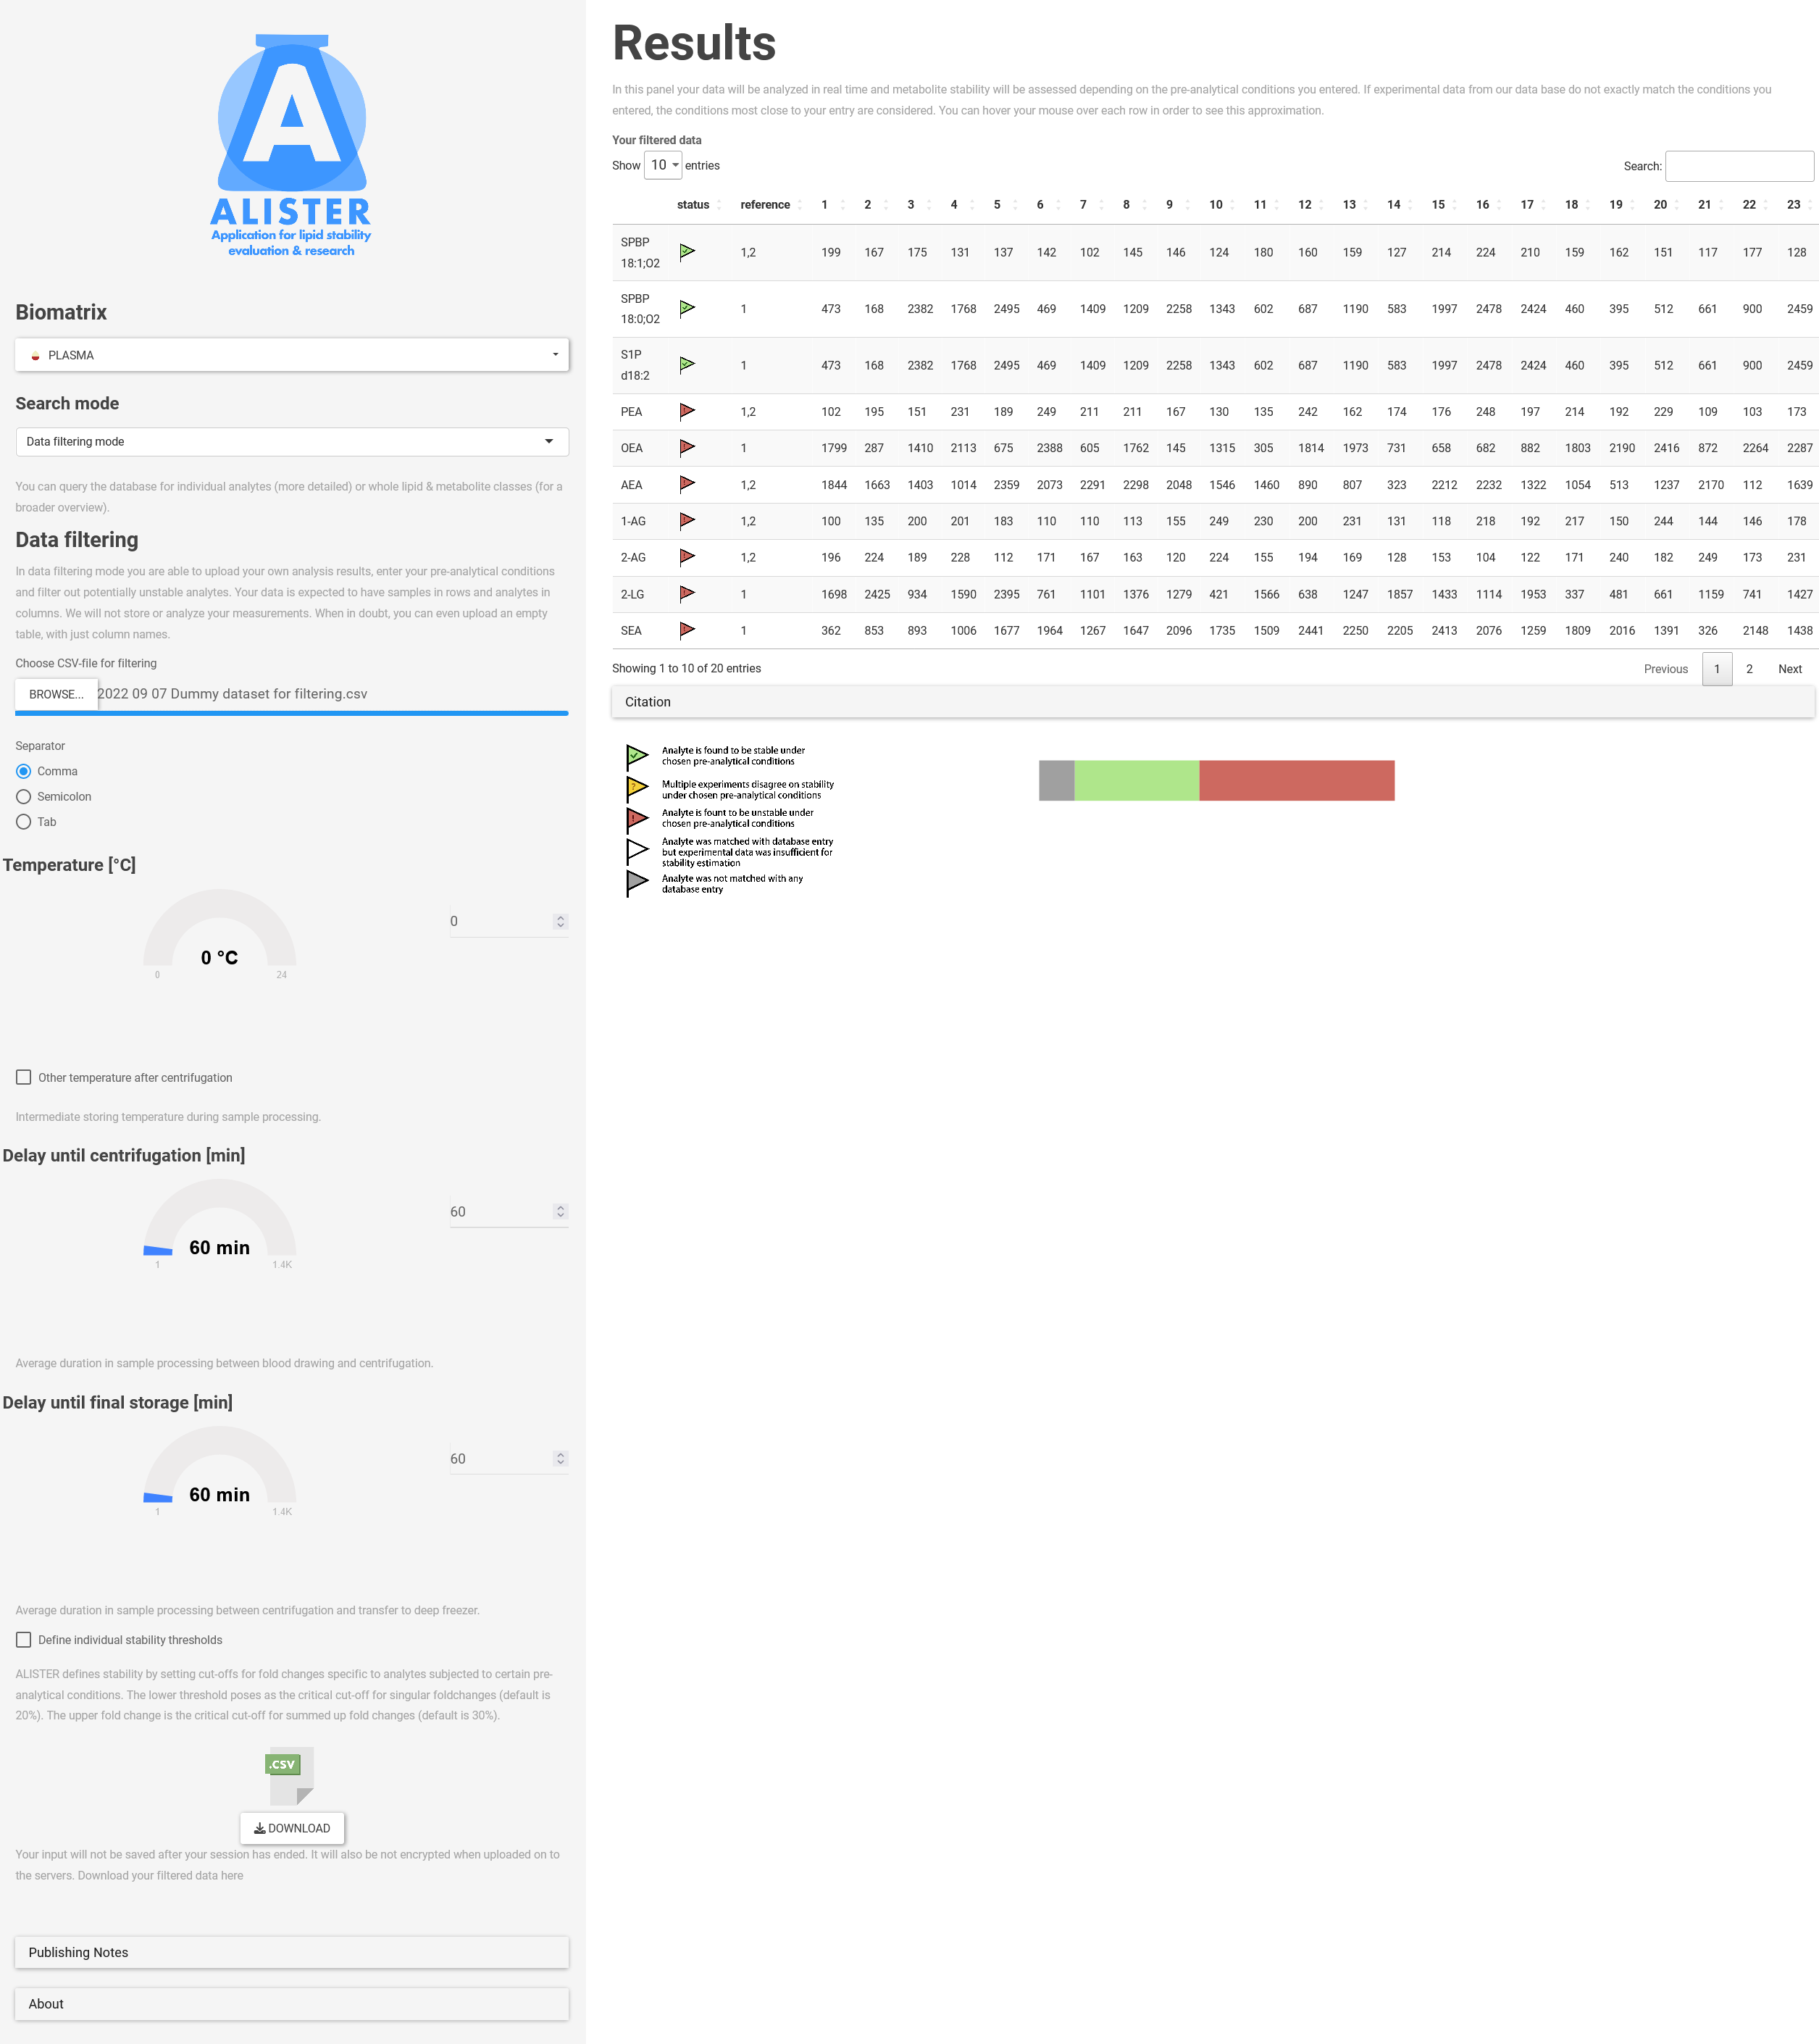 ALISTER
Application for lipid stability
evaluation & research
Biomatrix
PLASMA
Search mode
Data filtering mode
You can query the database for individual analytes (more detailed) or whole lipid & metabolite classes (for a
broader overview).
Data filtering
In data filtering mode you are able to upload your own analysis results, enter your pre-analytical conditions
and filter out potentially unstable analytes. Your data is expected to have samples in rows and analytes in
columns. We will not store or analyze your measurements. When in doubt, you can even upload an empty
table, with just column names.
Choose CSV-file for filtering
BROWSE... 2022 09 07 Dummy dataset for filtering.csv
Separator
Comma
Semicolon
Tab
Temperature [°C]
0
0 °C
0 24
Other temperature after centrifugation
Intermediate storing temperature during sample processing.
Delay until centrifugation [min]
60
60 min
1 1.4K
Average duration in sample processing between blood drawing and centrifugation.
Delay until final storage [min]
60
60 min
1 1.4K
Average duration in sample processing between centrifugation and transfer to deep freezer.
Define individual stability thresholds
ALISTER defines stability by setting cut-offs for fold changes specific to analytes subjected to certain pre-
analytical conditions. The lower threshold poses as the critical cut-off for singular foldchanges (default is
20%). The upper fold change is the critical cut-off for summed up fold changes (default is 30%).
.CSV
DOWNLOAD
Your input will not be saved after your session has ended. It will also be not encrypted when uploaded on to
the servers. Download your filtered data here
Publishing Notes
About
Results
In this panel your data will be analyzed in real time and metabolite stability will be assessed depending on the pre-analytical conditions you entered. If experimental data from our data base do not exactly match the conditions you
entered, the conditions most close to your entry are considered. You can hover your mouse over each row in order to see this approximation.
Your filtered data
Show 10 entries Search:
status reference 1 2 3 4 5 6 7 8 9 10 11 12 13 14 15 16 17 18 19 20 21 22 23
SPBP
18:1;O2 1,2 199 167 175 131 137 142 102 145 146 124 180 160 159 127 214 224 210 159 162 151 117 177 128
SPBP
18:0;O2 1 473 168 2382 1768 2495 469 1409 1209 2258 1343 602 687 1190 583 1997 2478 2424 460 395 512 661 900 2459
S1P
d18:2 1 473 168 2382 1768 2495 469 1409 1209 2258 1343 602 687 1190 583 1997 2478 2424 460 395 512 661 900 2459
PEA 1,2 102 195 151 231 189 249 211 211 167 130 135 242 162 174 176 248 197 214 192 229 109 103 173
OEA 1 1799 287 1410 2113 675 2388 605 1762 145 1315 305 1814 1973 731 658 682 882 1803 2190 2416 872 2264 2287
AEA 1,2 1844 1663 1403 1014 2359 2073 2291 2298 2048 1546 1460 890 807 323 2212 2232 1322 1054 513 1237 2170 112 1639
1-AG 1,2 100 135 200 201 183 110 110 113 155 249 230 200 231 131 118 218 192 217 150 244 144 146 178
2-AG 1,2 196 224 189 228 112 171 167 163 120 224 155 194 169 128 153 104 122 171 240 182 249 173 231
2-LG 1 1698 2425 934 1590 2395 761 1101 1376 1279 421 1566 638 1247 1857 1433 1114 1953 337 481 661 1159 741 1427
SEA 1 362 853 893 1006 1677 1964 1267 1647 2096 1735 1509 2441 2250 2205 2413 2076 1259 1809 2016 1391 326 2148 1438
Showing 1 to 10 of 20 entries Previous 1 2 Next
Citation
Analyte is found to be stable under
chosen pre-analytical conditions
? Multiple experiments disagree on stability
under chosen pre-analytical conditions
! Analyte is fount to be unstable under
chosen pre-analytical conditions
Analyte was matched with database entry
but experimental data was insufficient for
stability estimation
Analyte was not matched with any
database entry